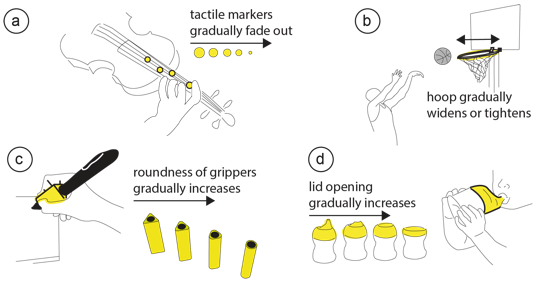 a
tactile markers
gradually fade out
b
hoop gradually
widens or tightens
c
roundness of grippers
gradually increases
d
lid opening
gradually increases